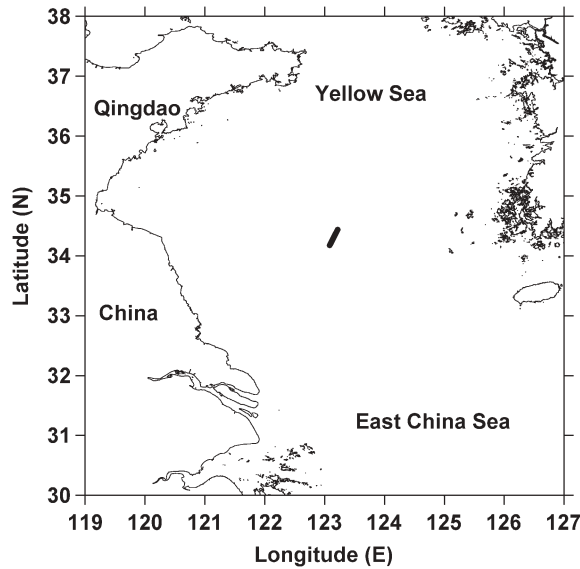 38
37
Yellow Sea
Qingdao
36
35
Latitude (N)
34
33
China
32
31
East China Sea
30
119 120 121 122 123 124 125 126 127
Longitude (E)